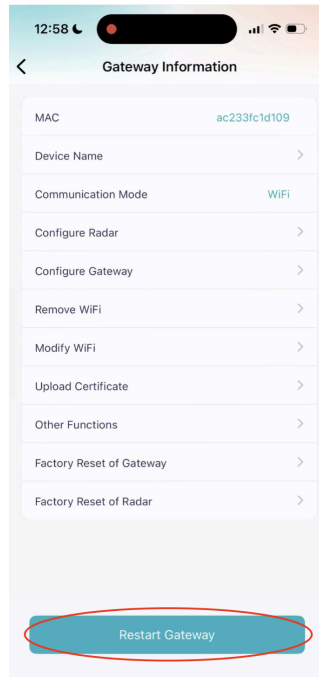 12:58
Gateway Information
MAC ac233fc1d109
Device Name
Communication Mode WiFi
Configure Radar
Configure Gateway
Remove WiFi
Modify WiFi
Upload Certificate
Other Functions
Factory Reset of Gateway
Factory Reset of Radar
Restart Gateway